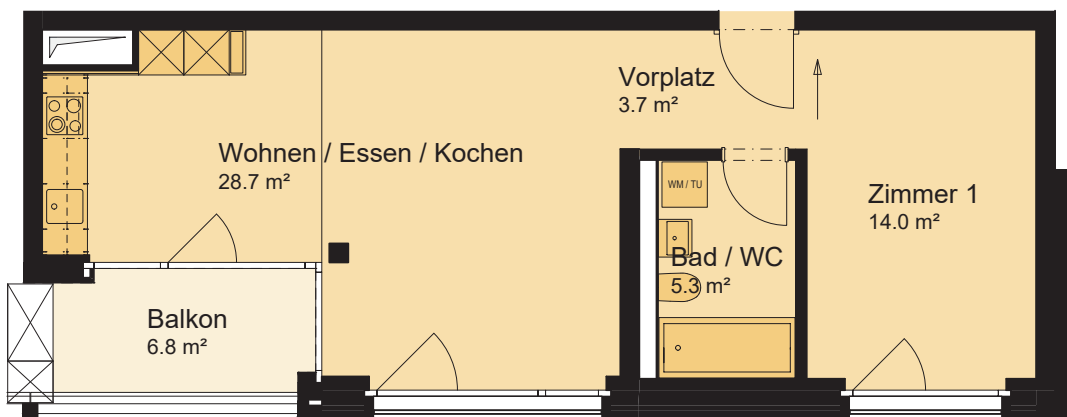 Vorplatz
3.7 m²
Wohnen / Essen / Kochen
28.7 m²
WM / TU
Zimmer 1
14.0 m²
Bad / WC
5.3 m²
Balkon
6.8 m²